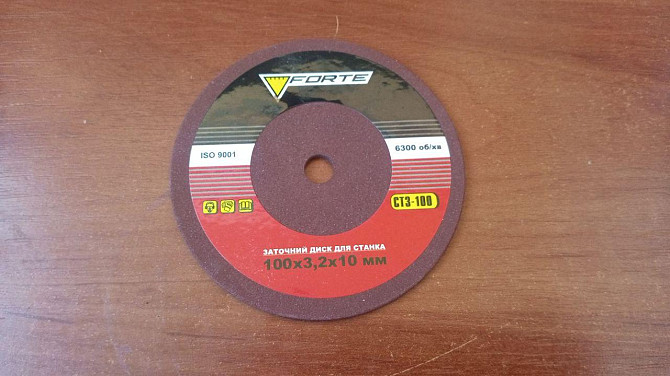 FORTE
ISO 9001
6300 об/хв
СТЗ-100
ЗАТОЧНИЙ ДИСК ДЛЯ СТАНКА
100x3,2x10 мм